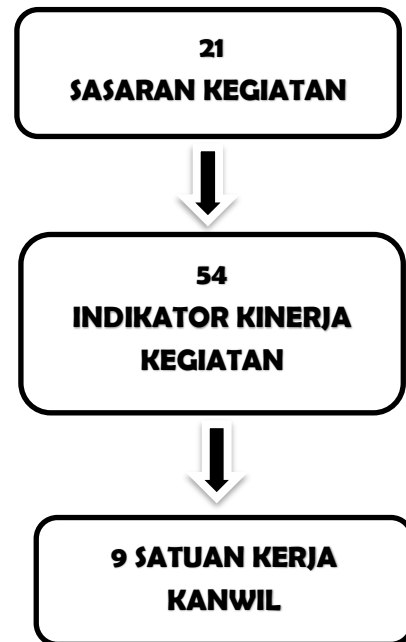 21
SASARAN KEGIATAN
54
INDIKATOR KINERJA
KEGIATAN
9 SATUAN KERJA
KANWIL